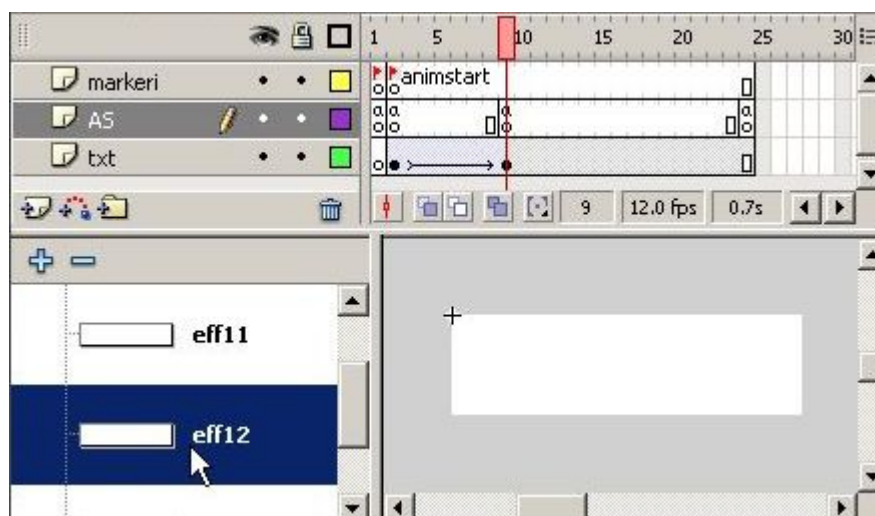 1 5 10 15 20 25 30
markeri
animstart
AS
a a a a
txt
9 12.0 fps 0.7s
eff11
eff12